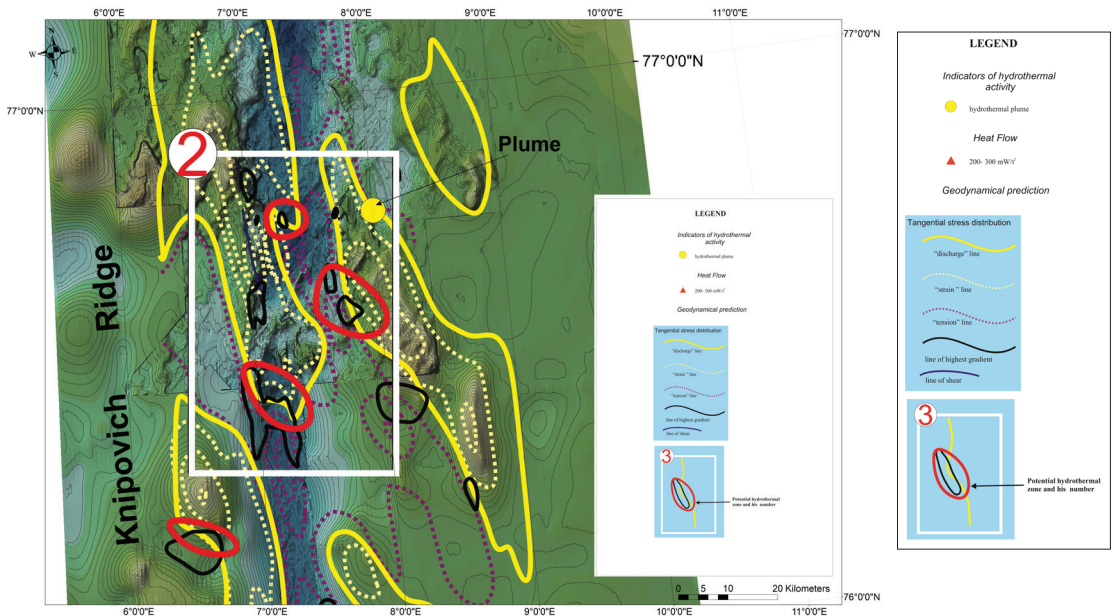 6°0'0"E
7°0'0"E
8°0'0"E
9°0'0"E
10°0'0"E
11°0'0"E
77°0'0"N
77°0'0"N
77°0'0"N
W
E
S
2
Plume
Knipovich Ridge
LEGEND
Indicators of hydrothermal
activity
hydrothermal plume
Heat Flow
200- 300 mW/t²
Geodynamical prediction
Tangential stress distribution
"discharge" line
"strain " line
"tension" line
line of highest gradient
line of shear
3
Potential hydrothermal
zone and his number
0 5 10 20 Kilometers
76°0'0"N
6°0'0"E
7°0'0"E
8°0'0"E
9°0'0"E
10°0'0"E
11°0'0"E
LEGEND
Indicators of hydrothermal
activity
hydrothermal plume
Heat Flow
200- 300 mW/t²
Geodynamical prediction
Tangential stress distribution
"discharge" line
"strain " line
"tension" line
line of highest gradient
line of shear
3
Potential hydrothermal
zone and his number